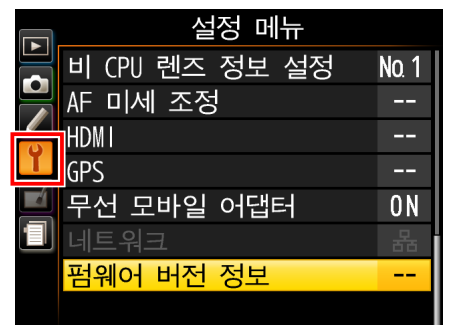 설정 메뉴
비 CPU 렌즈 정보 설정 No.1
AF 미세 조정 --
HDMI --
GPS --
무선 모바일 어댑터 ON
네트워크
펌웨어 버전 정보 --